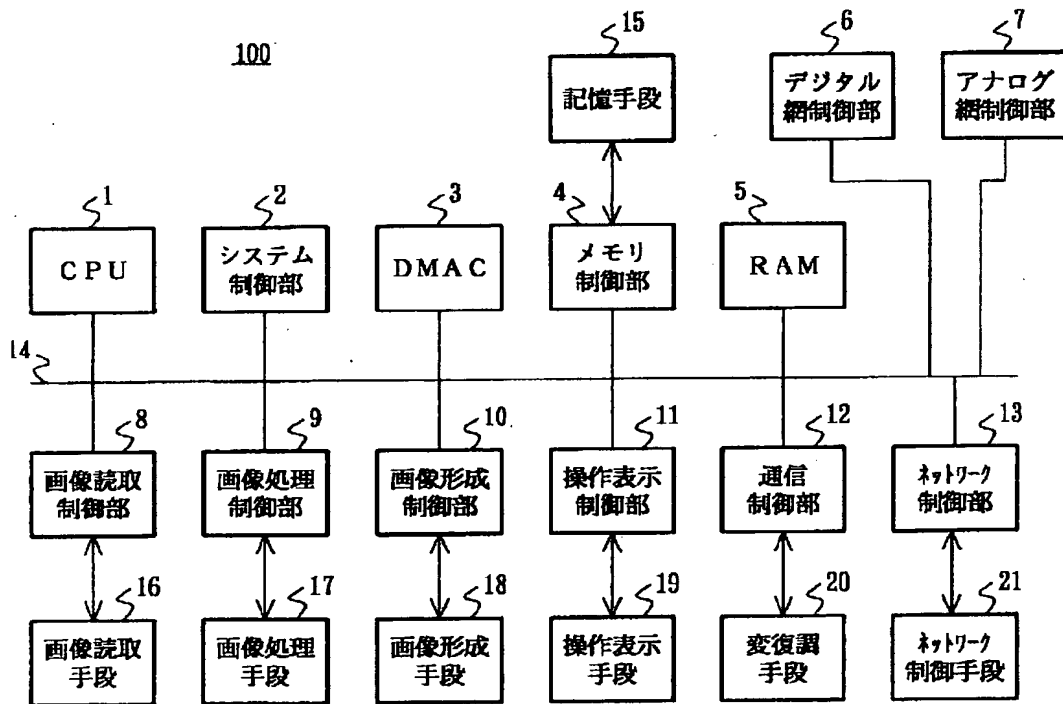 100
15
記憶手段
6
デジタル
網制御部
7
アナログ
網制御部
1
CPU
2
システム
制御部
3
DMAC
4
メモリ
制御部
5
RAM
14
8
画像読取
制御部
9
画像処理
制御部
10
画像形成
制御部
11
操作表示
制御部
12
通信
制御部
13
ネットワーク
制御部
16
画像読取
手段
17
画像処理
手段
18
画像形成
手段
19
操作表示
手段
20
変復調
手段
21
ネットワーク
制御手段